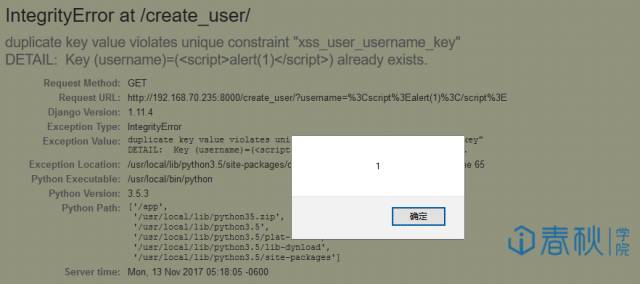 IntegrityError at /create_user/
duplicate key value violates unique constraint "xss_user_username_key"
DETAIL: Key (username)=(<script>alert(1)</script>) already exists.
Request Method: GET
Request URL: http://192.168.70.235:8000/create_user/?username=%3Cscript%3Ealert(1)%3C/script%3E
Django Version: 1.11.4
Exception Type: IntegrityError
Exception Value: duplicate key value violates uni key"
DETAIL: Key (username)=(<script .
Exception Location: /usr/local/lib/python3.5/site-packages/ 65
Python Executable: /usr/local/bin/python
Python Version: 3.5.3
Python Path: ['/app',
'/usr/local/lib/python35.zip',
'/usr/local/lib/python3.5',
'/usr/local/lib/python3.5/plat-
'/usr/local/lib/python3.5/lib-dynload',
'/usr/local/lib/python3.5/site-packages']
Server time: Mon, 13 Nov 2017 05:18:05 -0600
1
确定
春秋学院